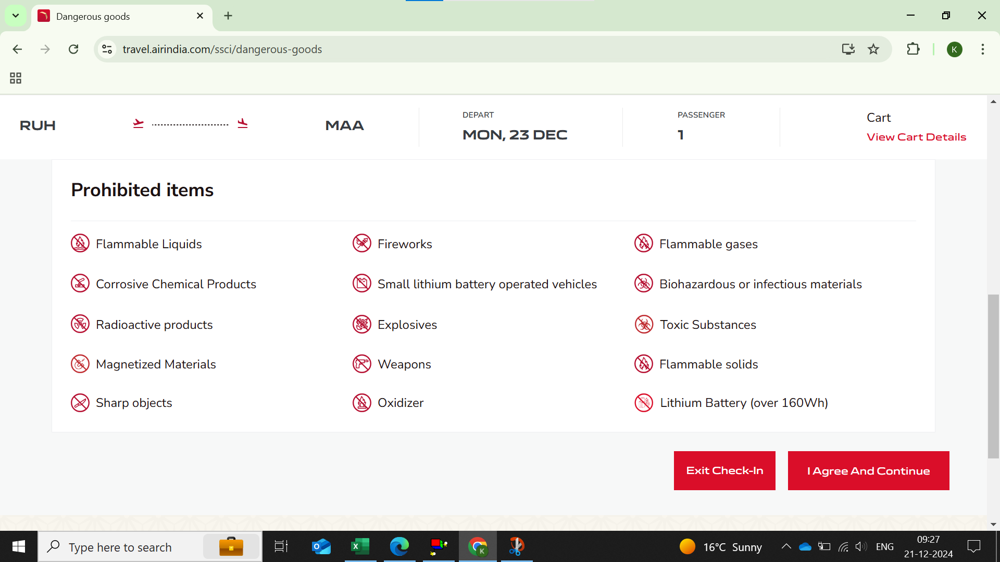 Dangerous goods
travel.airindia.com/ssci/dangerous-goods
K
RUH
MAA
DEPART
MON, 23 DEC
PASSENGER
1
Cart
View Cart Details
Prohibited items
Flammable Liquids
Fireworks
Flammable gases
Corrosive Chemical Products
Small lithium battery operated vehicles
Biohazardous or infectious materials
Radioactive products
Explosives
Toxic Substances
Magnetized Materials
Weapons
Flammable solids
Sharp objects
Oxidizer
Lithium Battery (over 160Wh)
Exit Check-In
I Agree And Continue
Type here to search
16°C Sunny
ENG
09:27
21-12-2024